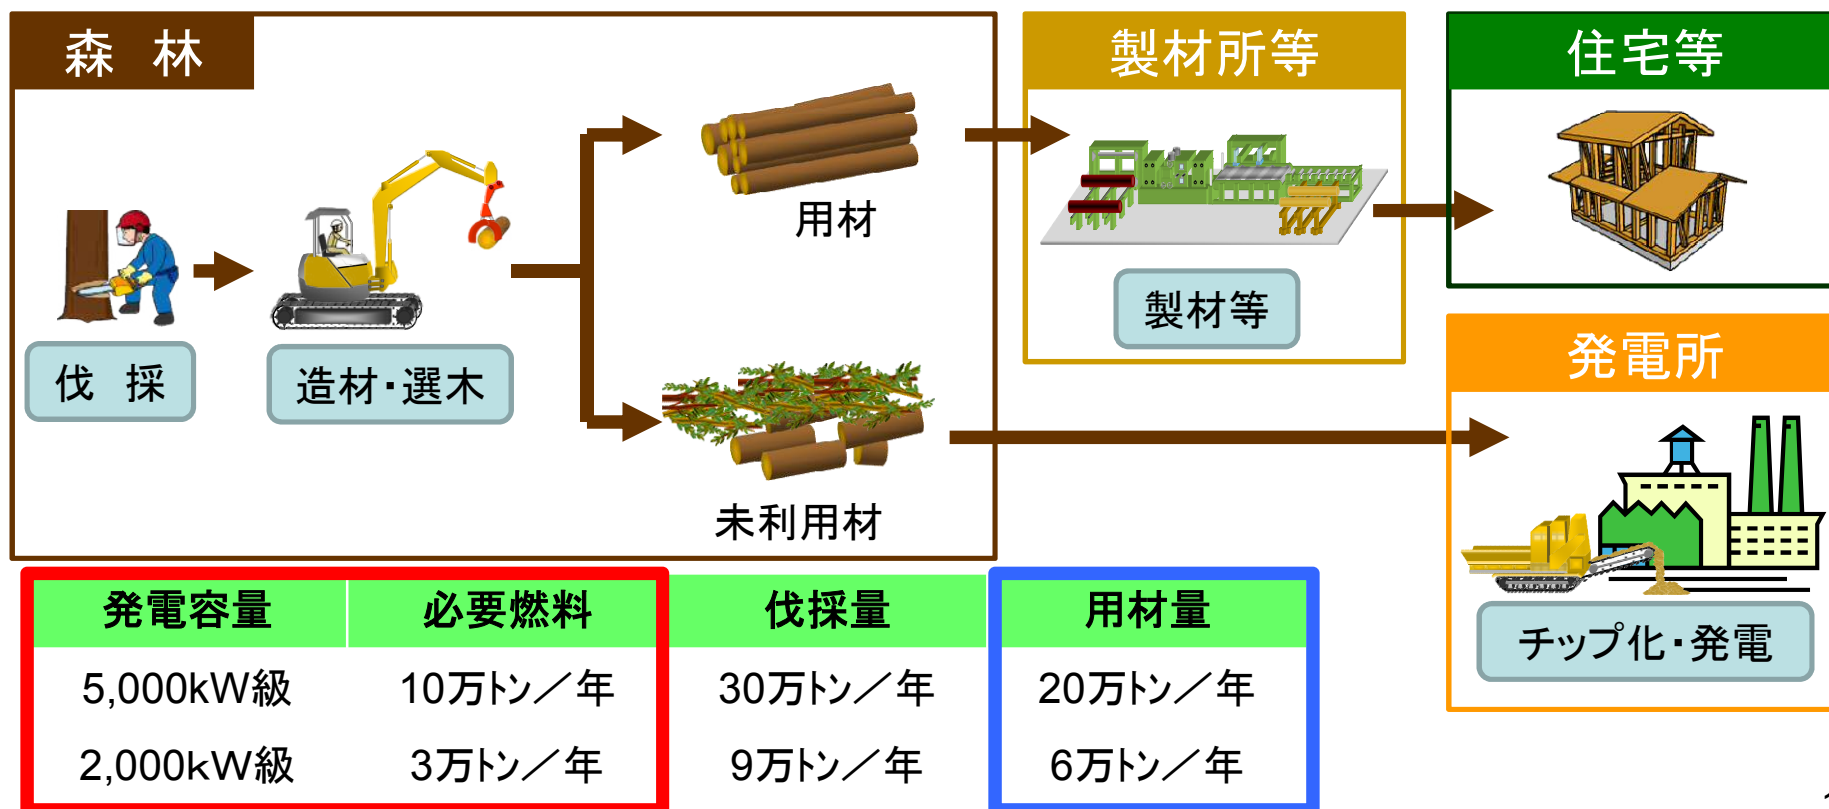 森　林
製材所等
住宅等
用材
製材等
伐　採
造材・選木
未利用材
発電所
チップ化・発電
発電容量 必要燃料 伐採量 用材量
5,000kW級 10万トン／年 30万トン／年 20万トン／年
2,000kW級 3万トン／年 9万トン／年 6万トン／年